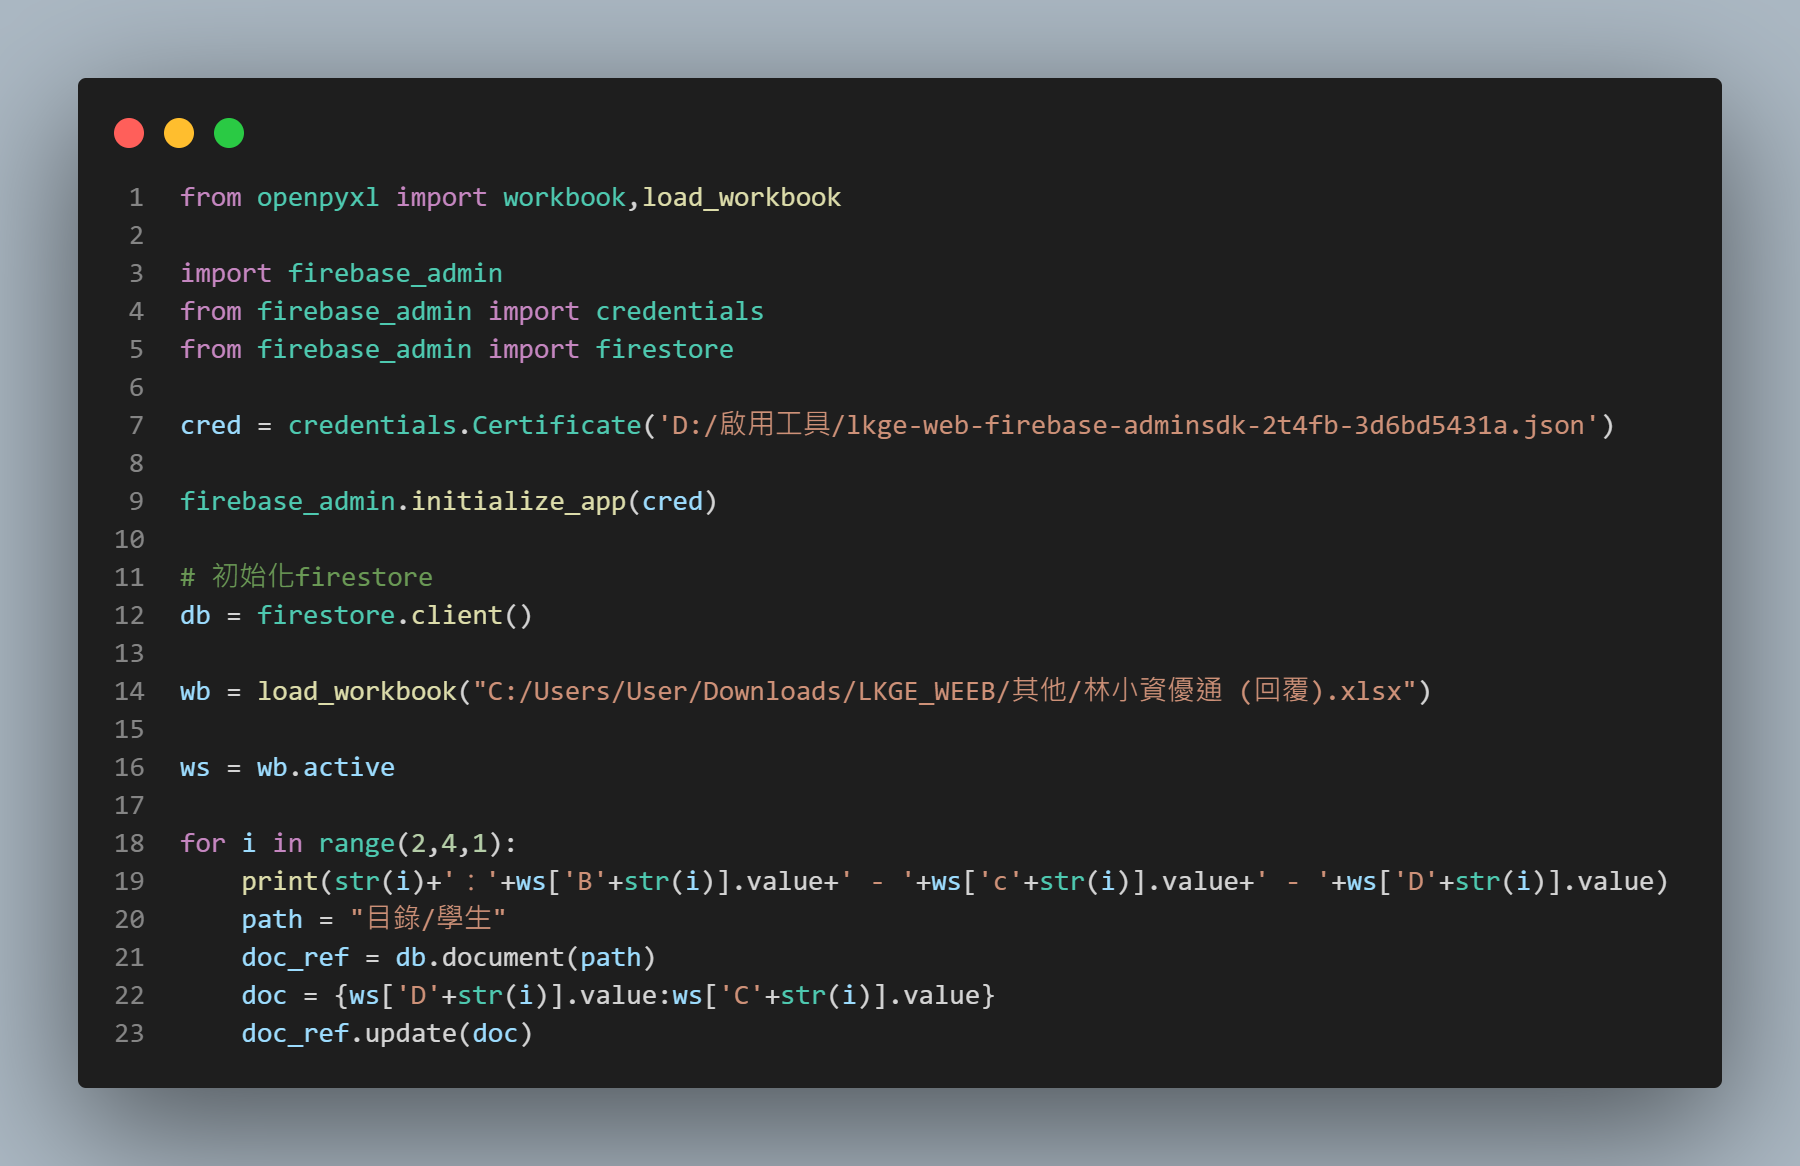 1 from openpyxl import workbook,load_workbook
2
3 import firebase_admin
4 from firebase_admin import credentials
5 from firebase_admin import firestore
6
7 cred = credentials.Certificate('D:/啟用工具/lkge-web-firebase-adminsdk-2t4fb-3d6bd5431a.json')
8
9 firebase_admin.initialize_app(cred)
10
11 # 初始化firestore
12 db = firestore.client()
13
14 wb = load_workbook("C:/Users/User/Downloads/LKGE_WEEB/其他/林小資優通 (回覆).xlsx")
15
16 ws = wb.active
17
18 for i in range(2,4,1):
19     print(str(i)+'：'+ws['B'+str(i)].value+' - '+ws['c'+str(i)].value+' - '+ws['D'+str(i)].value)
20     path = "目錄/學生"
21     doc_ref = db.document(path)
22     doc = {ws['D'+str(i)].value:ws['C'+str(i)].value}
23     doc_ref.update(doc)